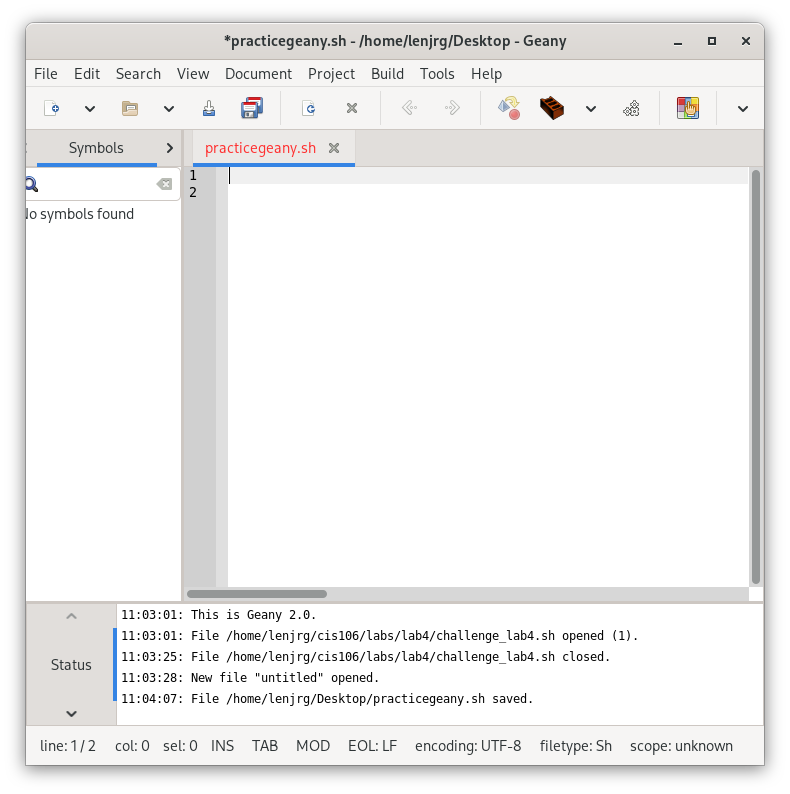 *practicegeany.sh - /home/lenjrg/Desktop - Geany
File Edit Search View Document Project Build Tools Help
Symbols
practicegeany.sh
1
2
No symbols found
11:03:01: This is Geany 2.0.
11:03:01: File /home/lenjrg/cis106/labs/lab4/challenge_lab4.sh opened (1).
11:03:25: File /home/lenjrg/cis106/labs/lab4/challenge_lab4.sh closed.
11:03:28: New file "untitled" opened.
11:04:07: File /home/lenjrg/Desktop/practicegeany.sh saved.
Status
line: 1 / 2 col: 0 sel: 0 INS TAB MOD EOL: LF encoding: UTF-8 filetype: Sh scope: unknown